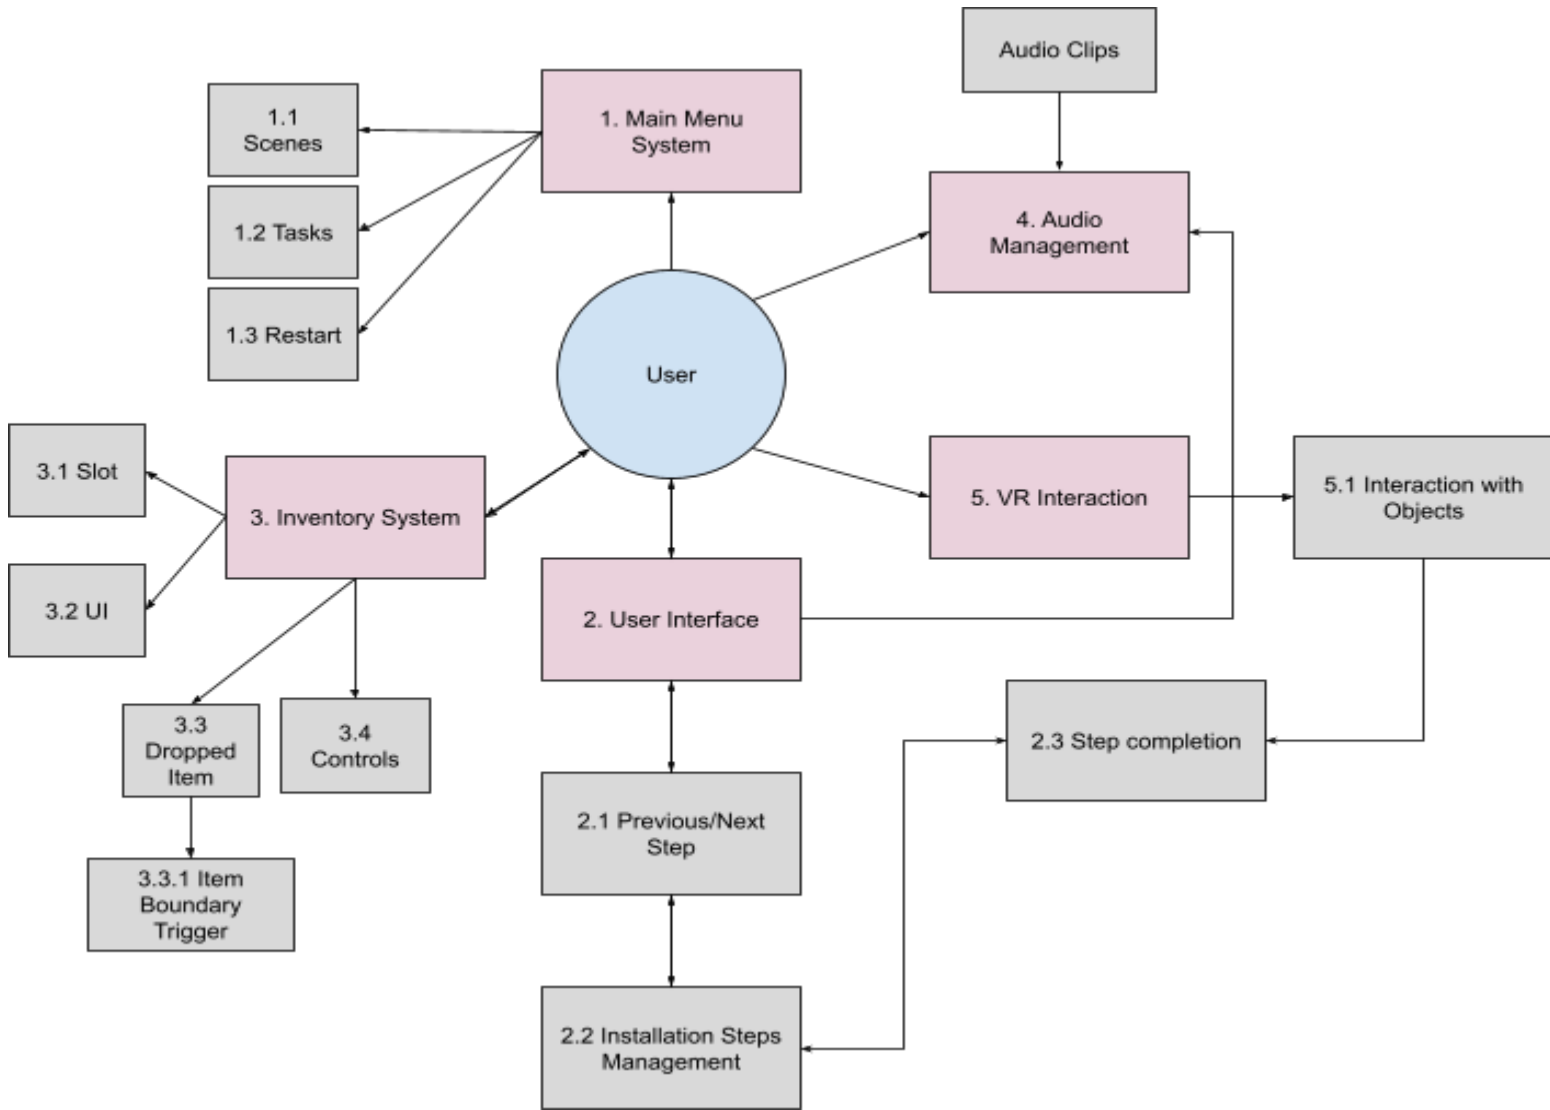 Audio Clips
1. Main Menu
System
1.1
Scenes
1.2 Tasks
1.3 Restart
4. Audio
Management
User
3.1 Slot
3. Inventory System
3.2 UI
5. VR Interaction
5.1 Interaction with
Objects
2. User Interface
3.3
Dropped
Item
3.4
Controls
2.3 Step completion
2.1 Previous/Next
Step
3.3.1 Item
Boundary
Trigger
2.2 Installation Steps
Management